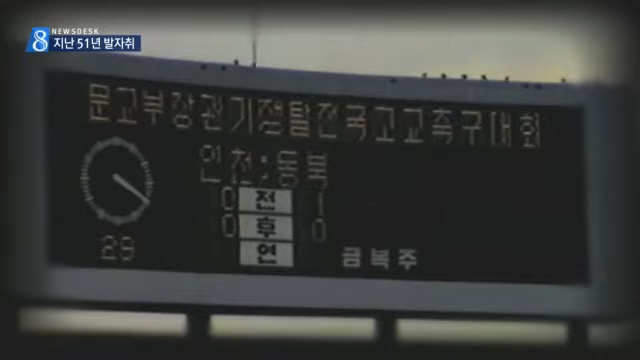 NEWSDESK
8 지난 51년 발자취
문교부장관기쟁탈전국고교축구대회
인천:동북
0 전 1
0 후 0
연
28 금복주